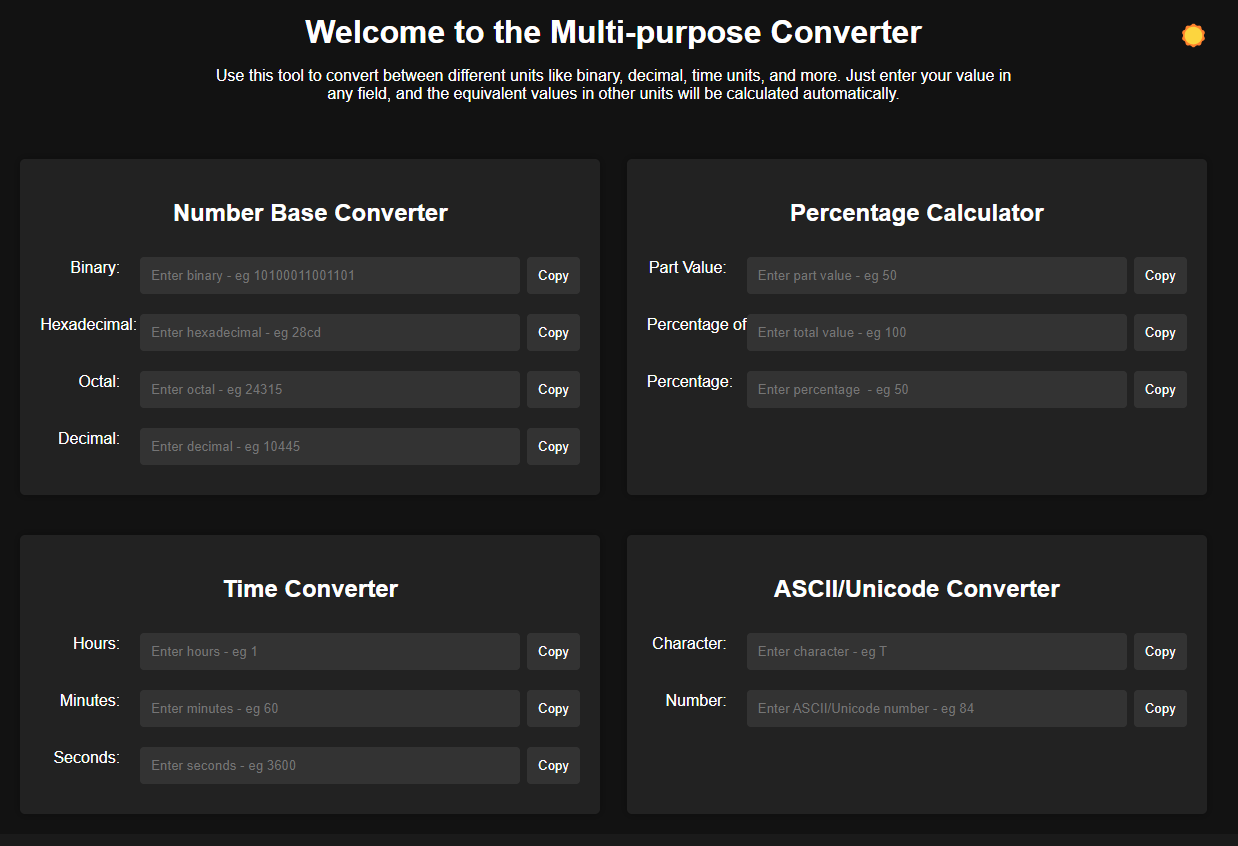 Welcome to the Multi-purpose Converter
Use this tool to convert between different units like binary, decimal, time units, and more. Just enter your value in
any field, and the equivalent values in other units will be calculated automatically.
Number Base Converter
Binary: Enter binary - eg 10100011001101 Copy
Hexadecimal: Enter hexadecimal - eg 28cd Copy
Octal: Enter octal - eg 24315 Copy
Decimal: Enter decimal - eg 10445 Copy
Percentage Calculator
Part Value: Enter part value - eg 50 Copy
Percentage of Enter total value - eg 100 Copy
Percentage: Enter percentage - eg 50 Copy
Time Converter
Hours: Enter hours - eg 1 Copy
Minutes: Enter minutes - eg 60 Copy
Seconds: Enter seconds - eg 3600 Copy
ASCII/Unicode Converter
Character: Enter character - eg T Copy
Number: Enter ASCII/Unicode number - eg 84 Copy